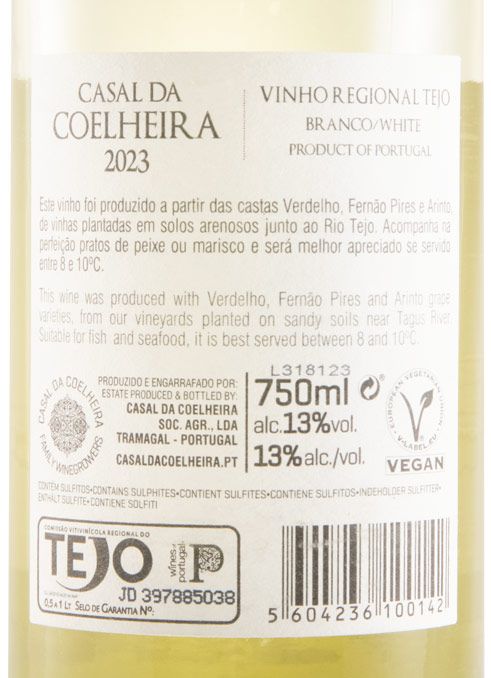 CASAL DA
COELHEIRA
2023
VINHO REGIONAL TEJO
BRANCO/WHITE
PRODUCT OF PORTUGAL
Este vinho foi produzido a partir das castas Verdelho, Fernão Pires e Arinto,
de vinhas plantadas em solos arenosos junto ao Rio Tejo. Acompanha na
perfeição pratos de peixe ou marisco e será melhor apreciado se servido
entre 8 e 10ºC.
This wine was produced with Verdelho, Fernão Pires and Arinto grape
varieties, from our vineyards planted on sandy soils near Tagus River.
Suitable for fish and seafood, it is best served between 8 and 10ºC.
CASAL DA COELHEIRA
FAMILY WINEGROWERS
PRODUZIDO E ENGARRAFADO POR:
ESTATE PRODUCED & BOTTLED BY:
CASAL DA COELHEIRA
SOC. AGR., LDA
TRAMAGAL - PORTUGAL
CASALDACOELHEIRA.PT
L318123
750ml
alc.13%vol.
13%alc./vol.
EUROPEAN VEGETARIAN UNION
V-LABEL.EU
VEGAN
CONTEM SULFITOS•CONTAINS SULPHITES•CONTIENT SULFITES•CONTIENE SULFITOS•INDEHOLDER SULFITTER•
ENTHÄLT SULFITE•CONTIENE SOLFITI
COMISSÃO VITIVINÍCOLA REGIONAL DO
TEJO
wines of portugal
P
JD 397885038
0,5 a 1 LT SELO DE GARANTIA Nº:
5 604236 100142